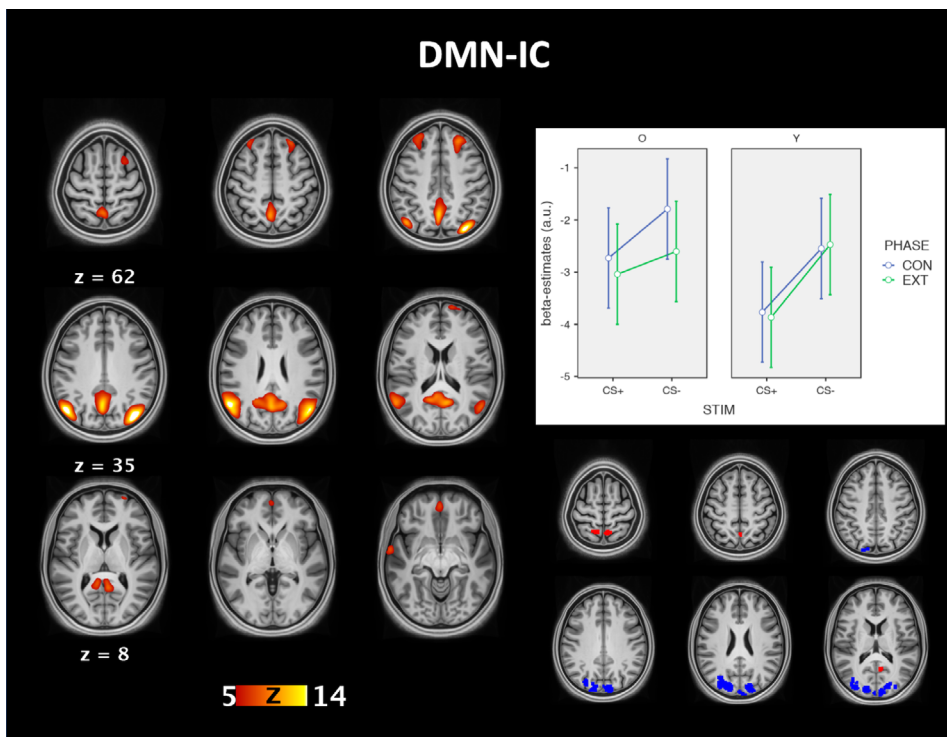 DMN-IC
z = 62
z = 35
z = 8
5 Z 14
O Y
-1
-2
-3
-4
-5
beta-estimates (a.u.)
CS+ CS- CS+ CS-
STIM
PHASE
CON
EXT